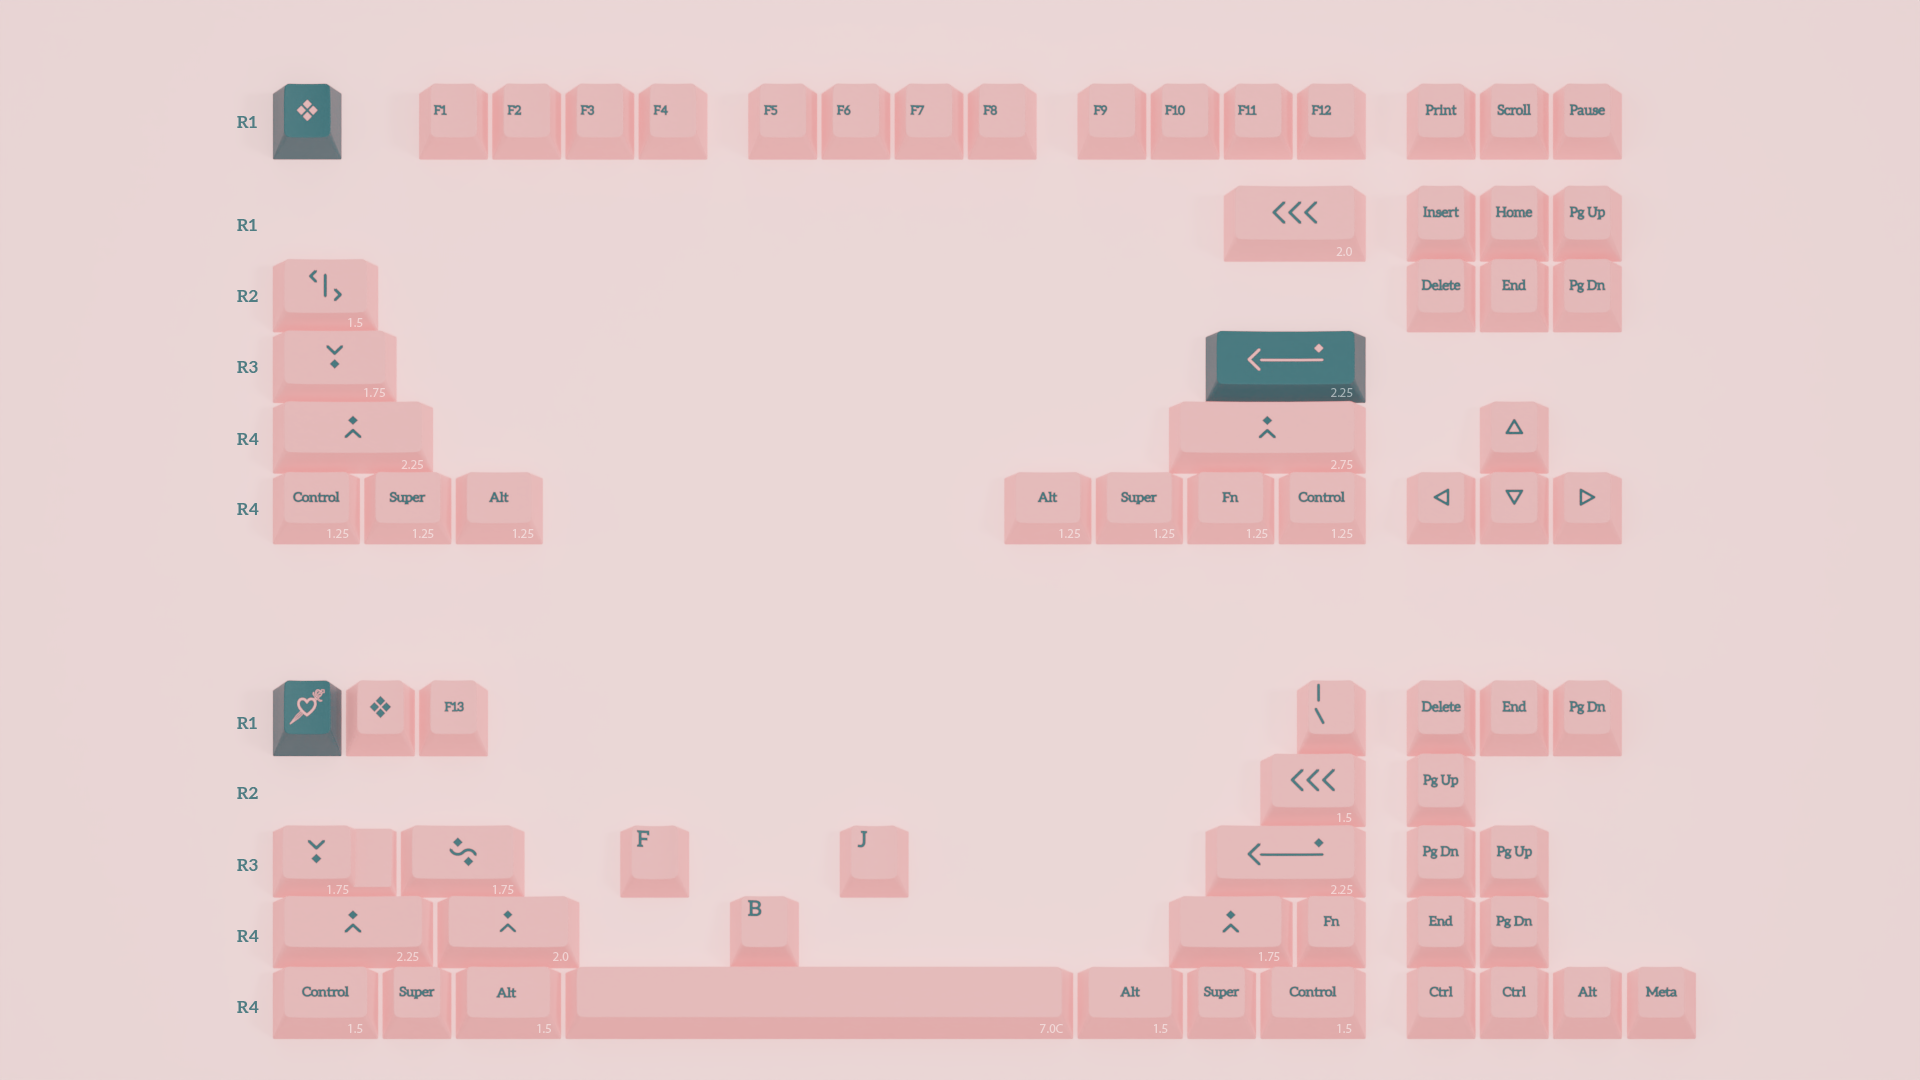 R1 F1 F2 F3 F4 F5 F6 F7 F8 F9 F10 F11 F12 Print Scroll Pause
R1 2.0 Insert Home Pg Up
R2 1.5 Delete End Pg Dn
R3 1.75 2.25
R4 2.25 2.75
R4 Control 1.25 Super 1.25 Alt 1.25 Alt 1.25 Super 1.25 Fn 1.25 Control 1.25
R1 F13 | \ Delete End Pg Dn
R2 1.5 Pg Up
R3 1.75 1.75 F J 2.25 Pg Dn Pg Up
R4 2.25 2.0 B 1.75 Fn End Pg Dn
R4 Control 1.5 Super Alt 1.5 7.0C Alt 1.5 Super Control 1.5 Ctrl Ctrl Alt Meta